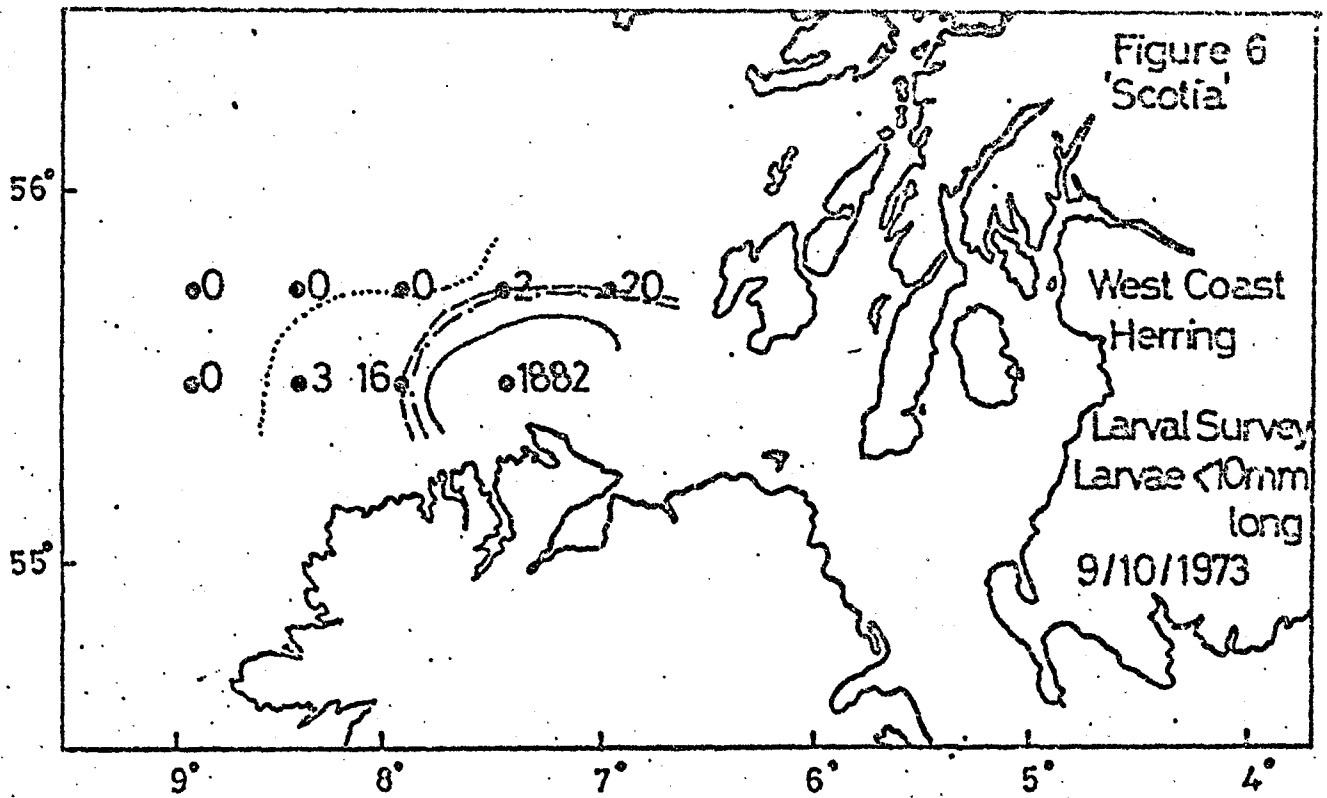 Figure 6
'Scotia'
56°
0 0 0 2 20
West Coast
Herring
0 3 16 1882
Larval Survey
Larvae <10mm
long
55°
9/10/1973
9° 8° 7° 6° 5° 4°